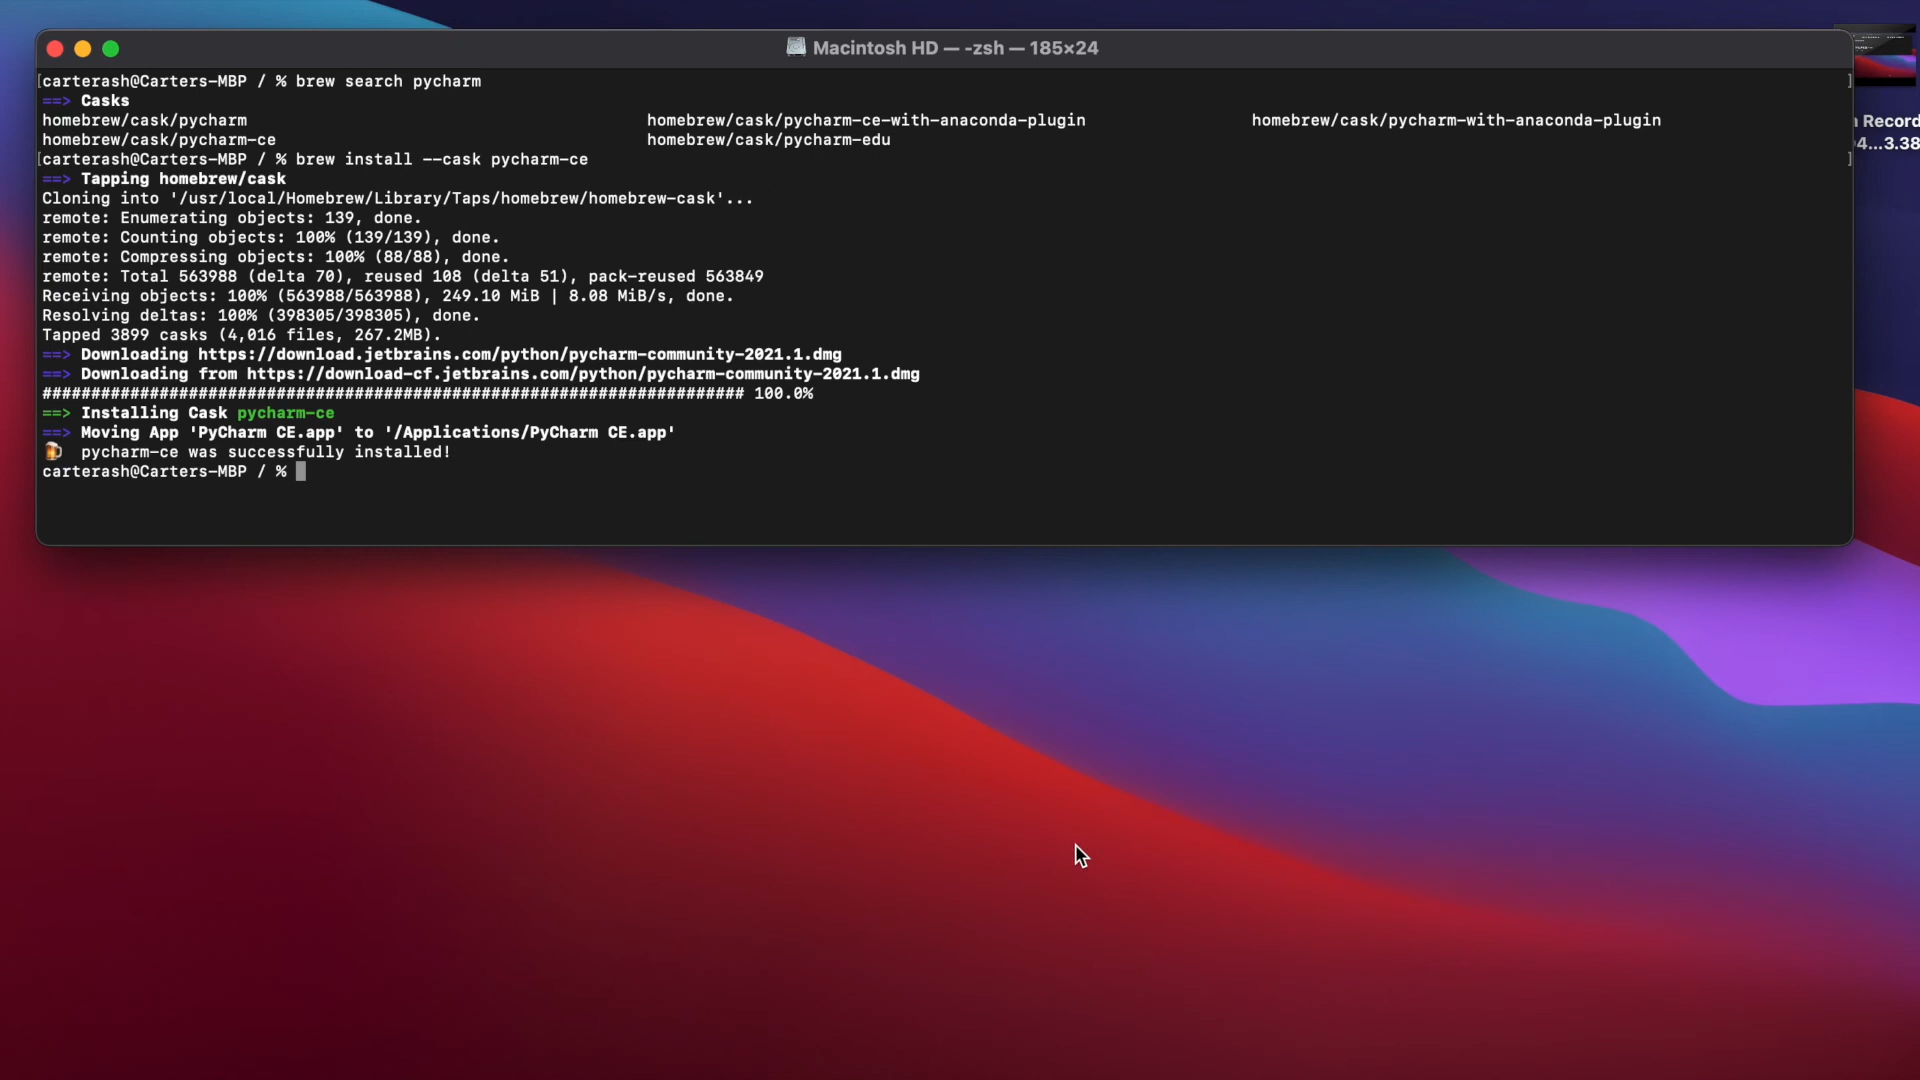 Macintosh HD — -zsh — 185×24
[carterash@Carters-MBP / % brew search pycharm ]
==> Casks
homebrew/cask/pycharm homebrew/cask/pycharm-ce-with-anaconda-plugin homebrew/cask/pycharm-with-anaconda-plugin
homebrew/cask/pycharm-ce homebrew/cask/pycharm-edu
[carterash@Carters-MBP / % brew install --cask pycharm-ce ]
==> Tapping homebrew/cask
Cloning into '/usr/local/Homebrew/Library/Taps/homebrew/homebrew-cask'...
remote: Enumerating objects: 139, done.
remote: Counting objects: 100% (139/139), done.
remote: Compressing objects: 100% (88/88), done.
remote: Total 563988 (delta 70), reused 108 (delta 51), pack-reused 563849
Receiving objects: 100% (563988/563988), 249.10 MiB | 8.08 MiB/s, done.
Resolving deltas: 100% (398305/398305), done.
Tapped 3899 casks (4,016 files, 267.2MB).
==> Downloading https://download.jetbrains.com/python/pycharm-community-2021.1.dmg
==> Downloading from https://download-cf.jetbrains.com/python/pycharm-community-2021.1.dmg
######################################################################## 100.0%
==> Installing Cask pycharm-ce
==> Moving App 'PyCharm CE.app' to '/Applications/PyCharm CE.app'
🍺 pycharm-ce was successfully installed!
carterash@Carters-MBP / %
Record
4...3.38